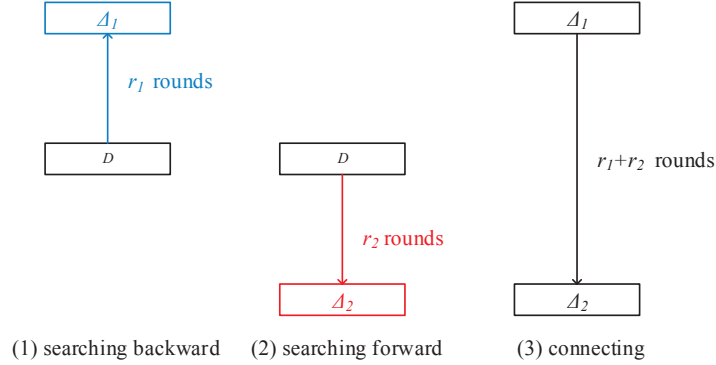 Δ1
r1 rounds
D
(1) searching backward
D
r2 rounds
Δ2
(2) searching forward
Δ1
r1+r2 rounds
Δ2
(3) connecting